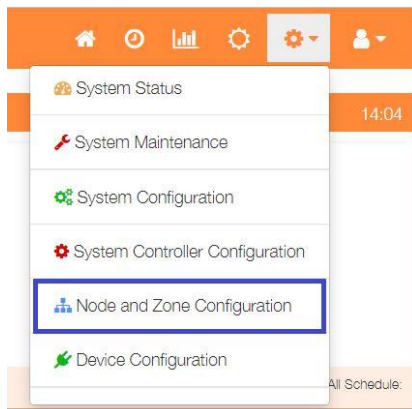 System Status
14:04
System Maintenance
System Configuration
System Controller Configuration
Node and Zone Configuration
Device Configuration
All Schedule: